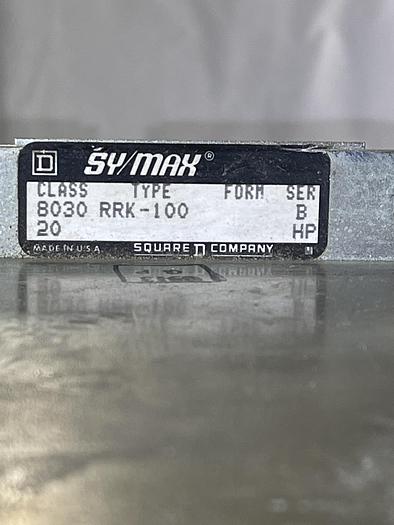 SY/MAX®
CLASS TYPE FORM SER
8030 RRK-100 B
20 HP
MADE IN U.S.A. SQUARE D COMPANY